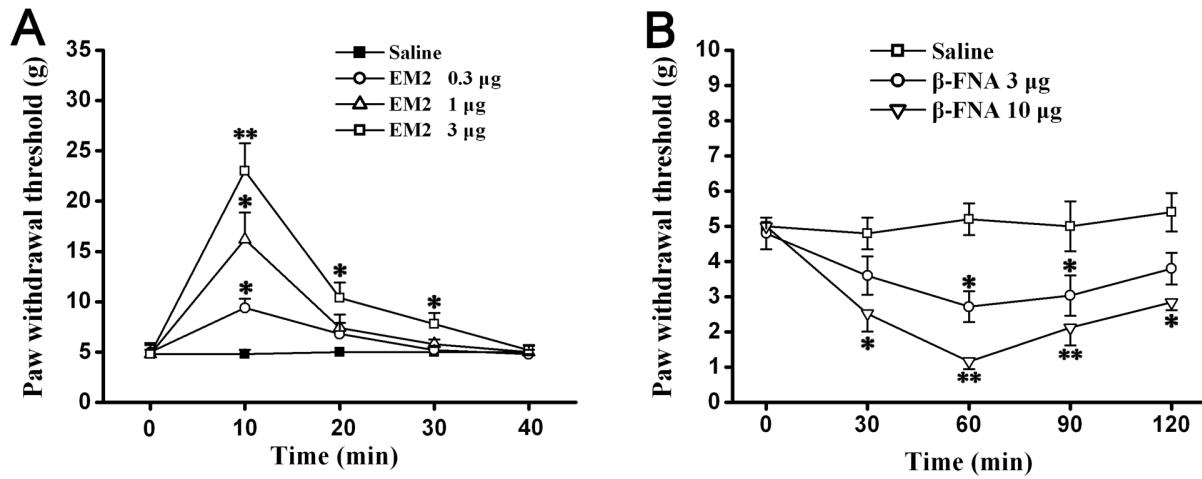 A
Paw withdrawal threshold (g)
35
30
25
20
15
10
5
0
0 10 20 30 40
Time (min)
Saline
EM2 0.3 μg
EM2 1 μg
EM2 3 μg
**
*
*
*
*
B
Paw withdrawal threshold (g)
10
9
8
7
6
5
4
3
2
1
0
0 30 60 90 120
Time (min)
Saline
β-FNA 3 μg
β-FNA 10 μg
*
*
*
**
**
*